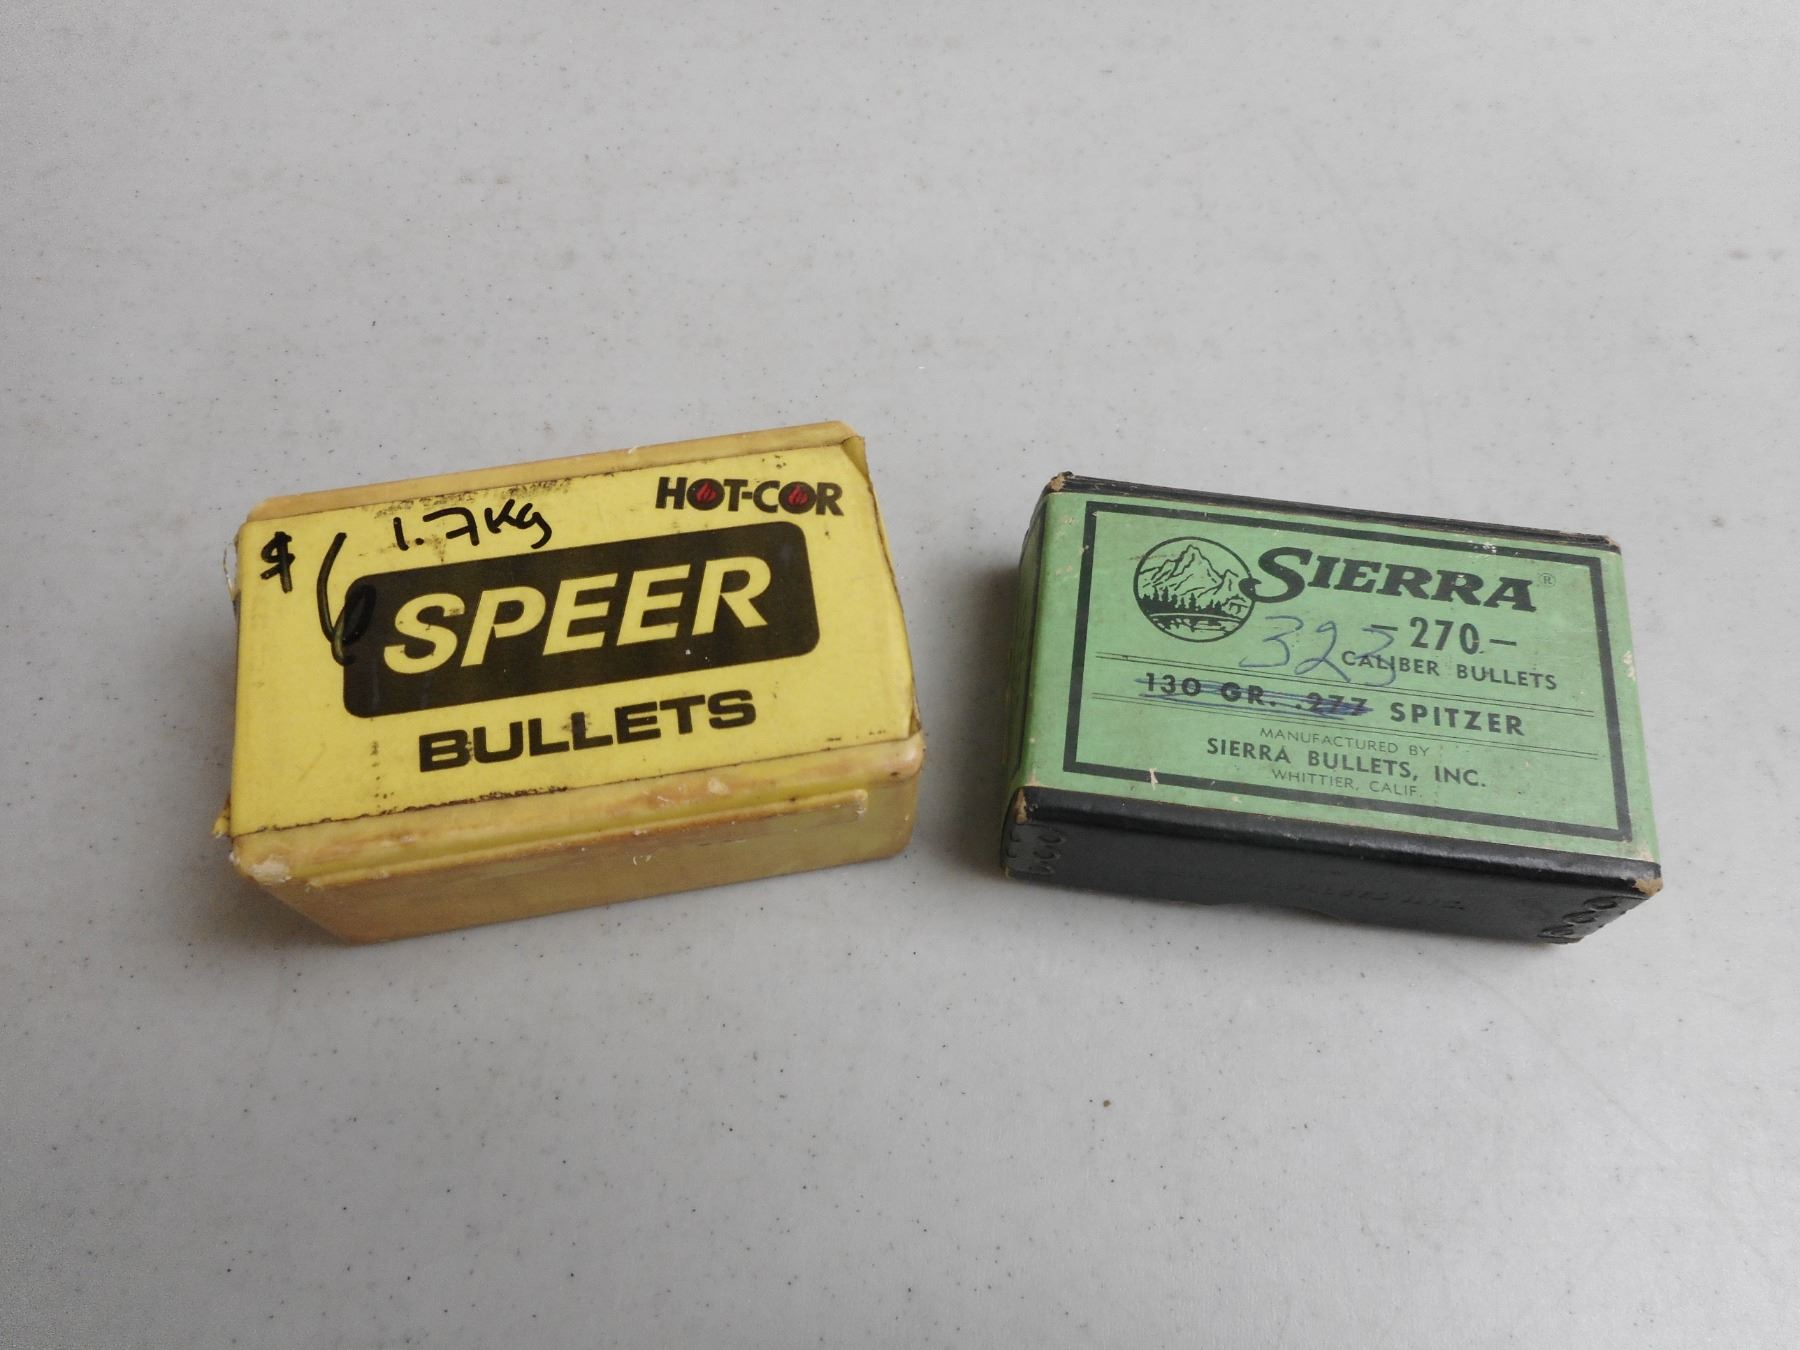 HOT-COR
$6 1.7kg
SPEER
BULLETS
SIERRA®
-270-
323
CALIBER BULLETS
130 GR. .277 SPITZER
MANUFACTURED BY
SIERRA BULLETS, INC.
WHITTIER, CALIF.